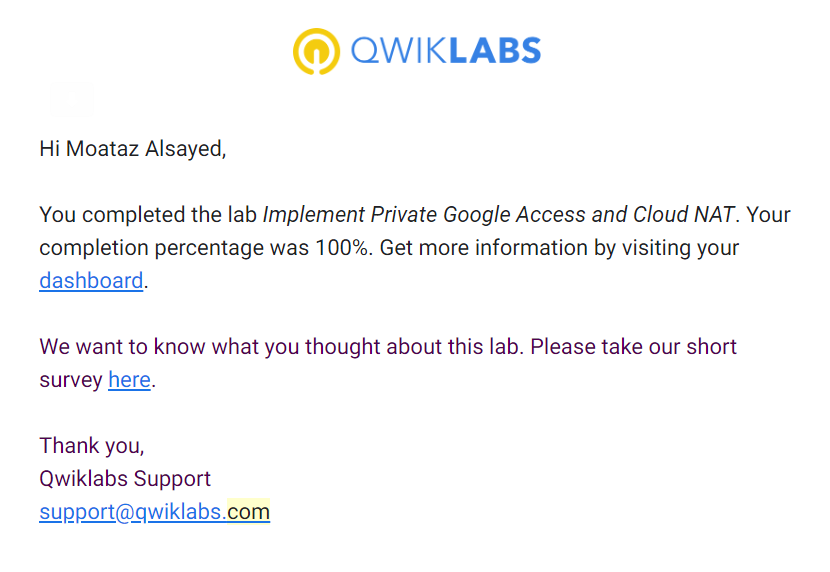 QWIKLABS
Hi Moataz Alsayed,
You completed the lab Implement Private Google Access and Cloud NAT. Your
completion percentage was 100%. Get more information by visiting your
dashboard.
We want to know what you thought about this lab. Please take our short
survey here.
Thank you,
Qwiklabs Support
support@qwiklabs.com